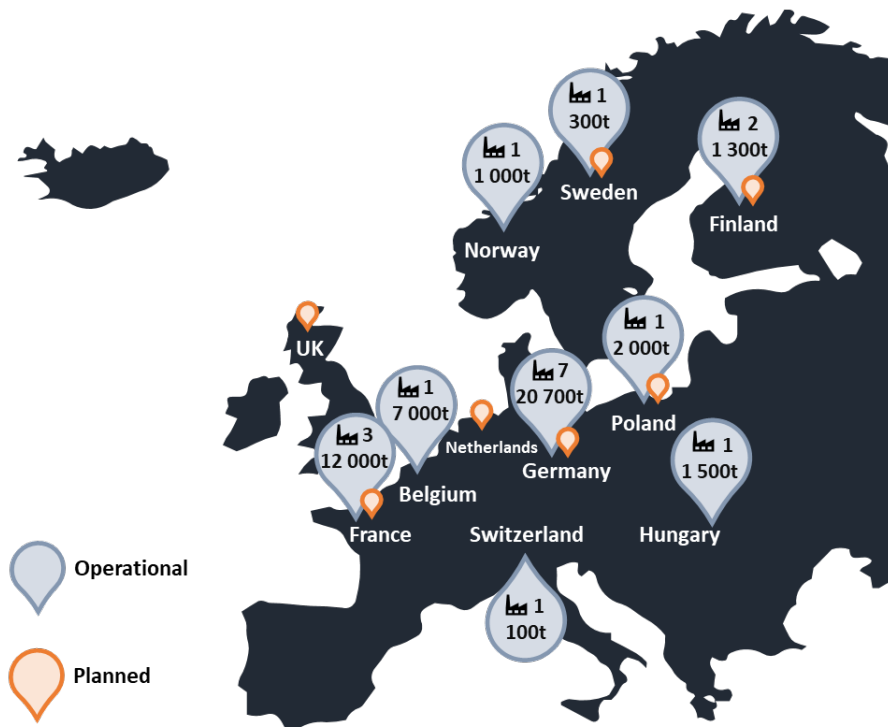 1
300t
Sweden
1
1 000t
Norway
2
1 300t
Finland
UK
1
2 000t
Poland
7
20 700t
Germany
1
7 000t
Belgium
Netherlands
3
12 000t
France
1
1 500t
Hungary
Switzerland
1
100t
Operational
Planned